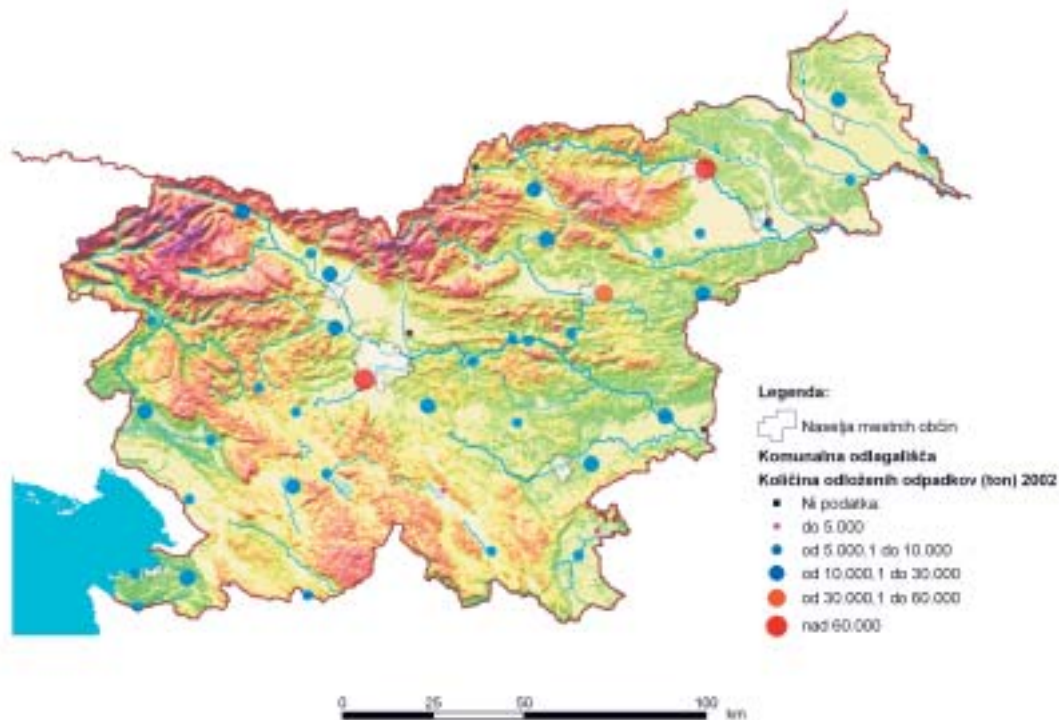 Legenda:
Naselja mestnih občin
Komunalna odlagališča
Količina odloženih odpadkov (ton) 2002
Ni podatka
do 5.000
od 5.000,1 do 10.000
od 10.000,1 do 30.000
od 30.000,1 do 60.000
nad 60.000
0 25 50 100
km